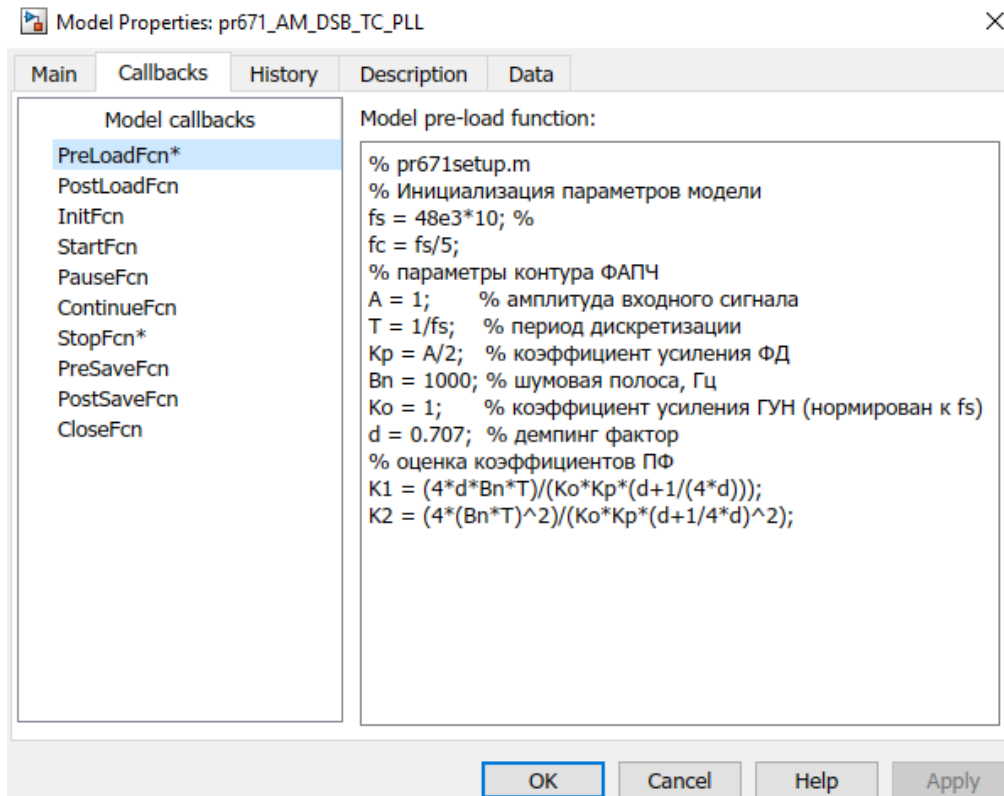 Model Properties: pr671_AM_DSB_TC_PLL
Main Callbacks History Description Data
Model callbacks
PreLoadFcn*
PostLoadFcn
InitFcn
StartFcn
PauseFcn
ContinueFcn
StopFcn*
PreSaveFcn
PostSaveFcn
CloseFcn
Model pre-load function:
% pr671setup.m
% Инициализация параметров модели
fs = 48e3*10; %
fc = fs/5;
% параметры контура ФАПЧ
A = 1; % амплитуда входного сигнала
T = 1/fs; % период дискретизации
Kp = A/2; % коэффициент усиления ФД
Bn = 1000; % шумовая полоса, Гц
Ko = 1; % коэффициент усиления ГУН (нормирован к fs)
d = 0.707; % демпинг фактор
% оценка коэффициентов ПФ
K1 = (4*d*Bn*T)/(Ko*Kp*(d+1/(4*d)));
K2 = (4*(Bn*T)^2)/(Ko*Kp*(d+1/4*d)^2);
OK Cancel Help Apply